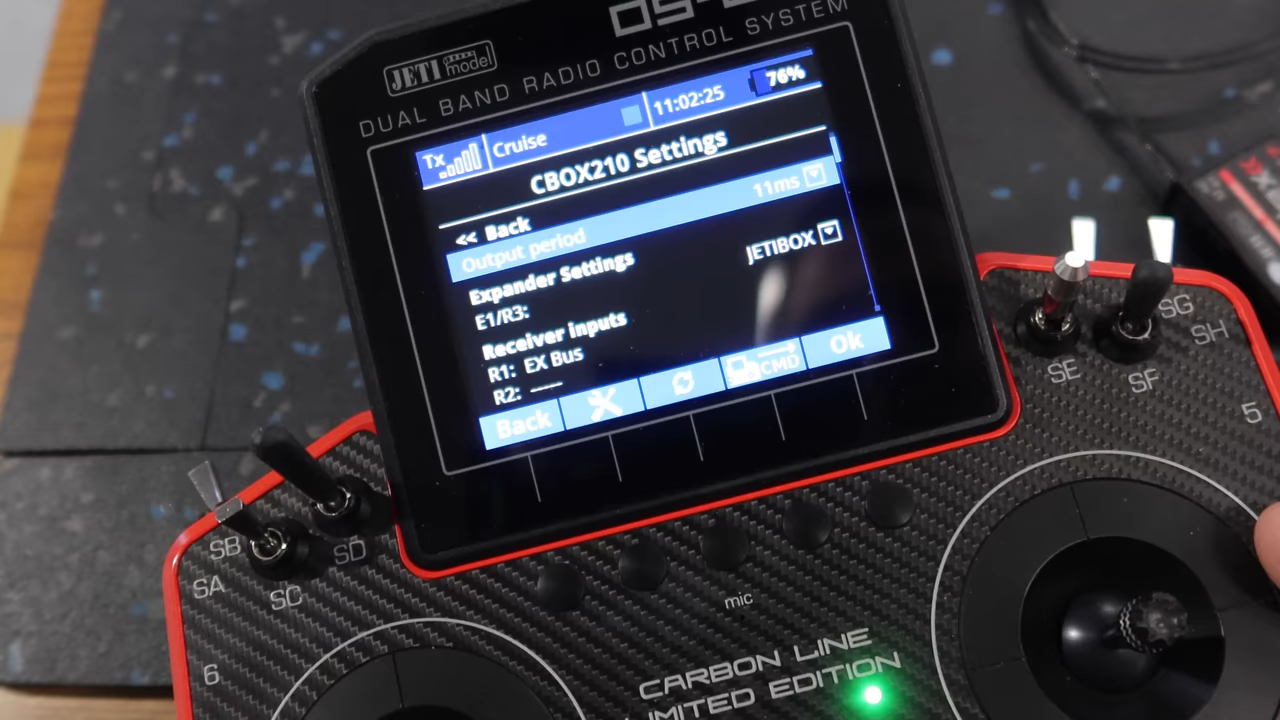 JETI model
DUAL BAND RADIO CONTROL SYSTEM
Tx Cruise 11:02:25 76%
CBOX210 Settings
<< Back
Output period 11ms
Expander Settings
E1/R3: JETIBOX
Receiver inputs
R1: EX Bus
R2: ----
Back CMD Ok
SA
SB
SC
SD
SE
SF
SG
SH
5
6
mic
CARBON LINE
LIMITED EDITION